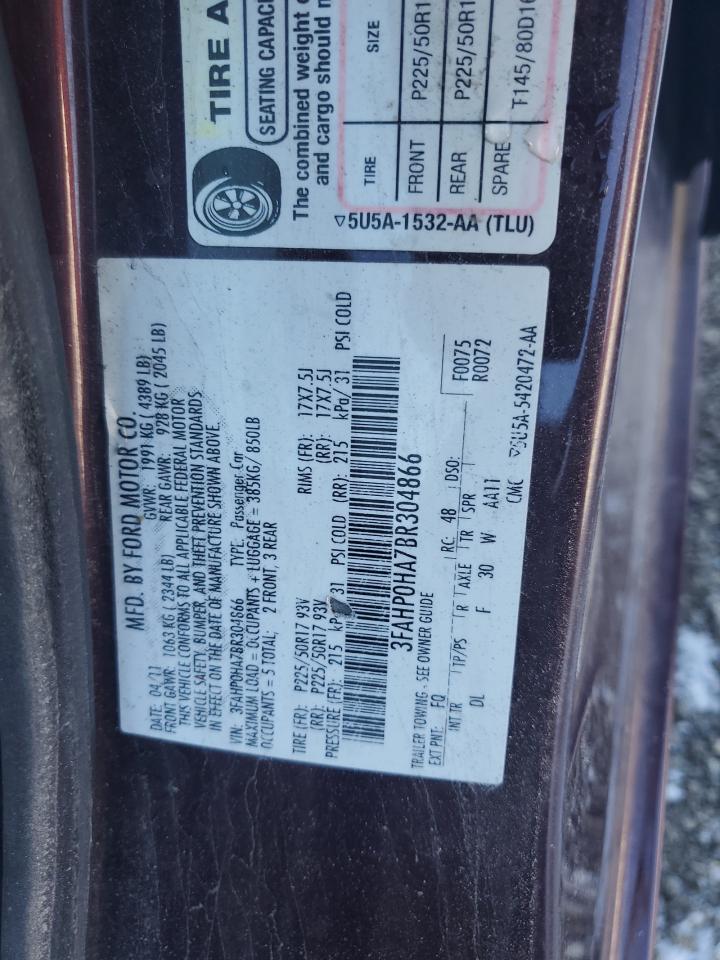 TIRE A
SEATING CAPAC
The combined weight o
and cargo should n
TIRE SIZE
FRONT P225/50R1
REAR P225/50R1
SPARE T145/80D16
▽5U5A-1532-AA (TLU)
MFD. BY FORD MOTOR CO.
DATE: 04/11 GVWR: 1991 KG ( 4389 LB)
FRONT GAWR: 1063 KG ( 2344 LB) REAR GAWR: 928 KG ( 2045 LB)
THIS VEHICLE CONFORMS TO ALL APPLICABLE FEDERAL MOTOR
VEHICLE SAFETY, BUMPER, AND THEFT PREVENTION STANDARDS
IN EFFECT ON THE DATE OF MANUFACTURE SHOWN ABOVE.
VIN: 3FAHP0HA7BR304866 TYPE: Passenger Car
MAXIMUM LOAD = OCCUPANTS + LUGGAGE = 385KG/ 850LB
OCCUPANTS = 5 TOTAL; 2 FRONT, 3 REAR
TIRE (FR): P225/50R17 93V RIMS (FR): 17X7.5J
(RR): P225/50R17 93V (RR): 17X7.5J
PRESSURE (FR): 215 kPa/ 31 PSI COLD (RR): 215 kPa/ 31 PSI COLD
3FAHP0HA7BR304866
TRAILER TOWING - SEE OWNER GUIDE
EXT PNT: FQ RC: 48 DSO: F0075
R0072
INT TR TP/PS R AXLE TR SPR
DL F 30 W AA11
CMC ▽5U5A-5420472-AA